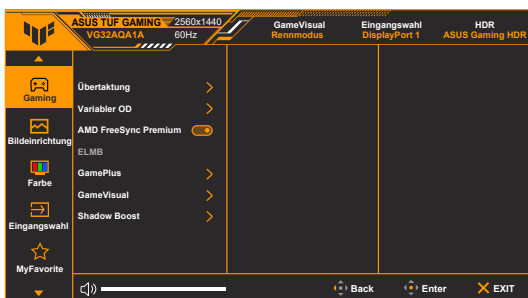 ASUS TUF GAMING 2560x1440
VG32AQA1A 60Hz
GameVisual
Rennmodus
Eingangswahl
DisplayPort 1
HDR
ASUS Gaming HDR
Gaming
Bildeinrichtung
Farbe
Eingangswahl
MyFavorite
Übertaktung
Variabler OD
AMD FreeSync Premium
ELMB
GamePlus
GameVisual
Shadow Boost
Back
Enter
EXIT